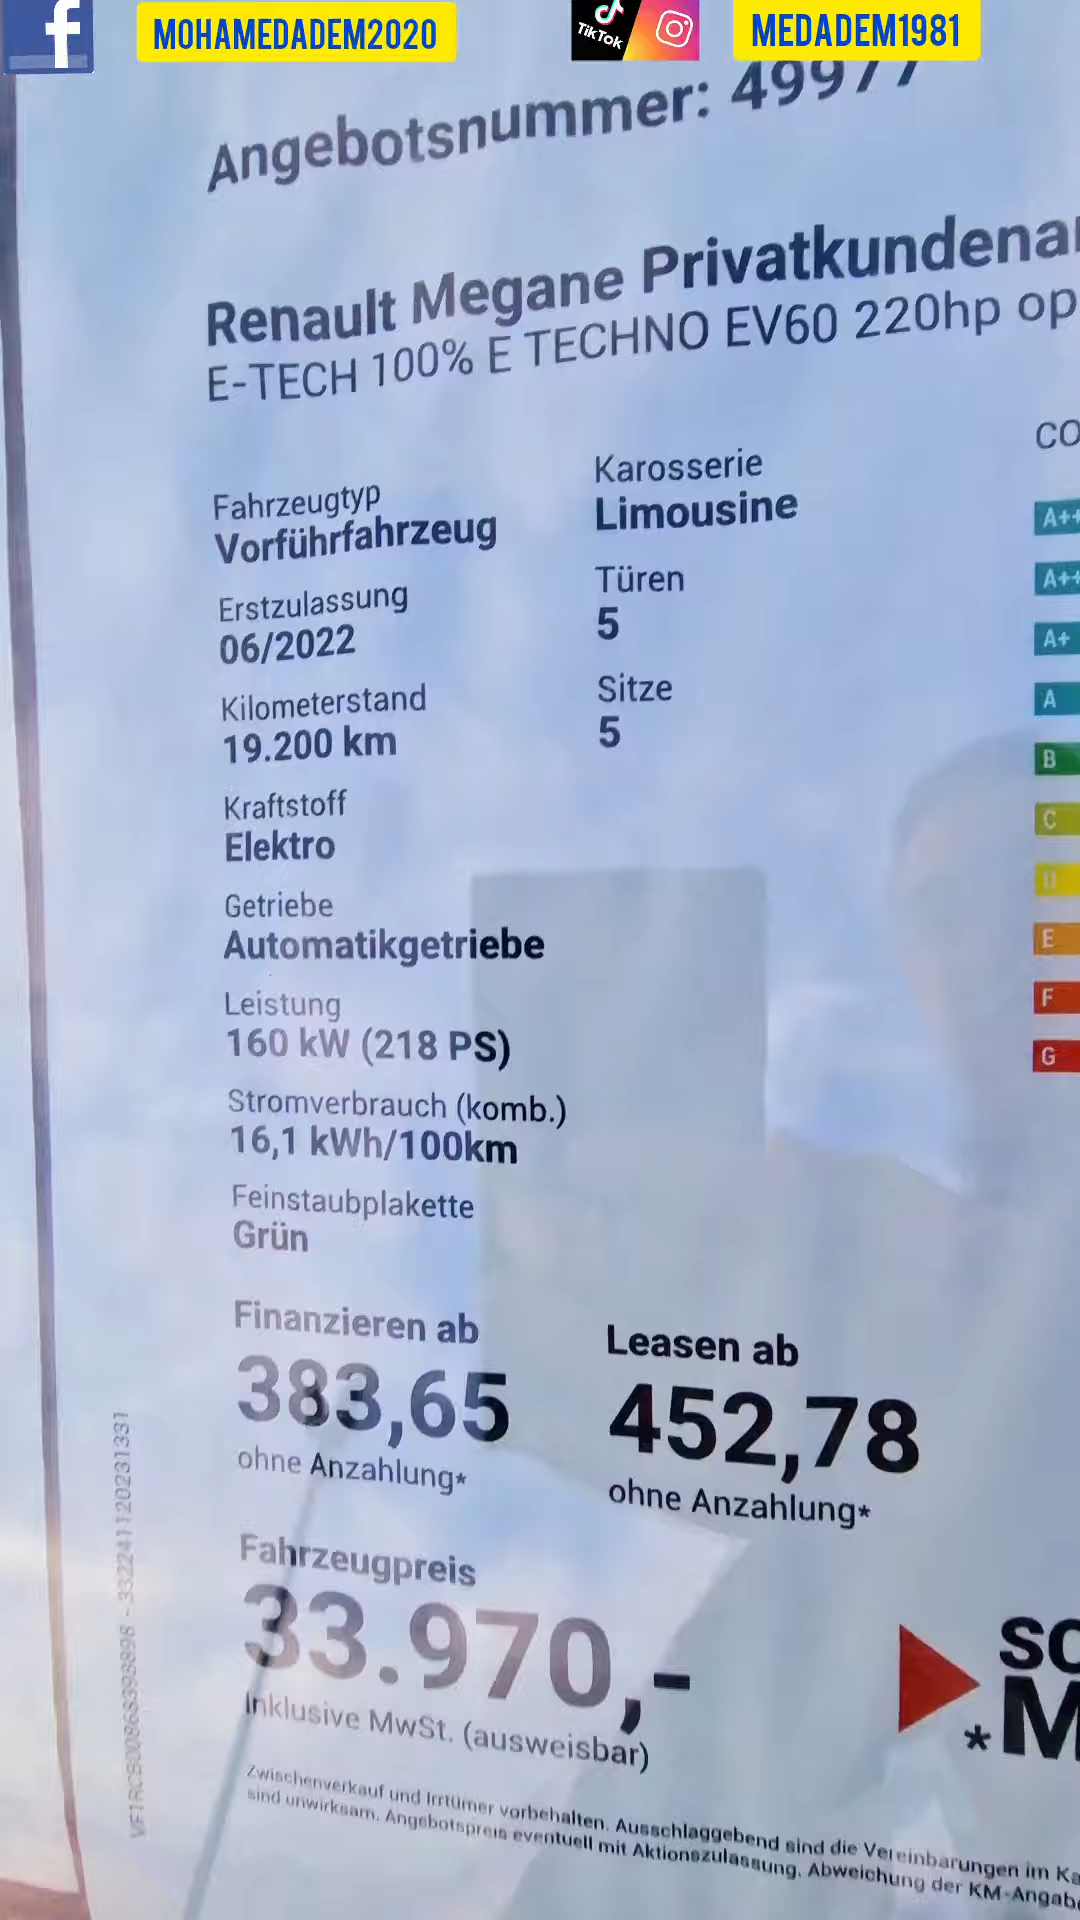 MOHAMEDADEM2020
TikTok
MEDADEM1981
Angebotsnummer: 49977
Renault Megane Privatkundena
E-TECH 100% E TECHNO EV60 220hp op
CO
Fahrzeugtyp
Vorführfahrzeug
Karosserie
Limousine
Erstzulassung
06/2022
Türen
5
Kilometerstand
19.200 km
Sitze
5
Kraftstoff
Elektro
Getriebe
Automatikgetriebe
Leistung
160 kW (218 PS)
Stromverbrauch (komb.)
16,1 kWh/100km
Feinstaubplakette
Grün
A++
A++
A+
A
B
C
D
E
F
G
Finanzieren ab
383,65
ohne Anzahlung*
Leasen ab
452,78
ohne Anzahlung*
Fahrzeugpreis
33.970,-
Inklusive MwSt. (ausweisbar)
SC
*M
Zwischenverkauf und Irrtümer vorbehalten. Ausschlaggebend sind die Vereinbarungen im Ka
sind unwirksam. Angebotspreis eventuell mit Aktionszulassung. Abweichung der KM-Angab